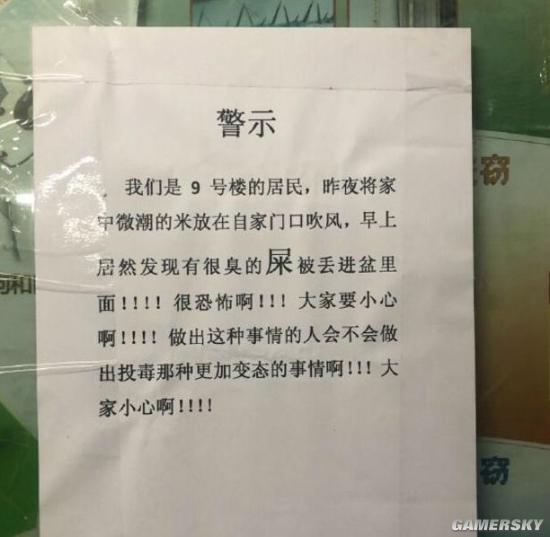 警示
我们是 9 号楼的居民，昨夜将家
中微潮的米放在自家门口吹风，早上
居然发现有很臭的屎被丢进盆里
面！！！！ 很恐怖啊！！！ 大家要小心
啊！！！！ 做出这种事情的人会不会做
出投毒那种更加变态的事情啊！！！ 大
家小心啊！！！！
窃
窃
GAMERSKY